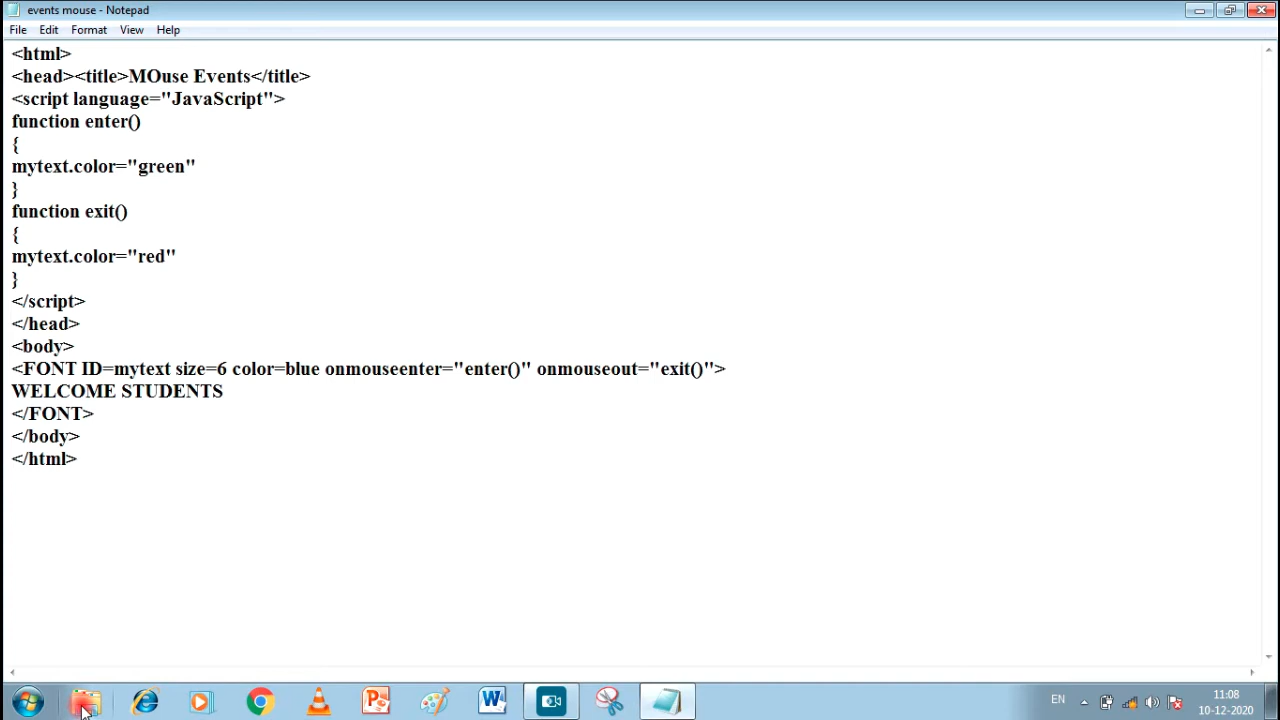 events mouse - Notepad
File Edit Format View Help
<html>
<head><title>MOuse Events</title>
<script language="JavaScript">
function enter()
{
mytext.color="green"
}
function exit()
{
mytext.color="red"
}
</script>
</head>
<body>
<FONT ID=mytext size=6 color=blue onmouseenter="enter()" onmouseout="exit()">
WELCOME STUDENTS
</FONT>
</body>
</html>
EN
11:08
10-12-2020